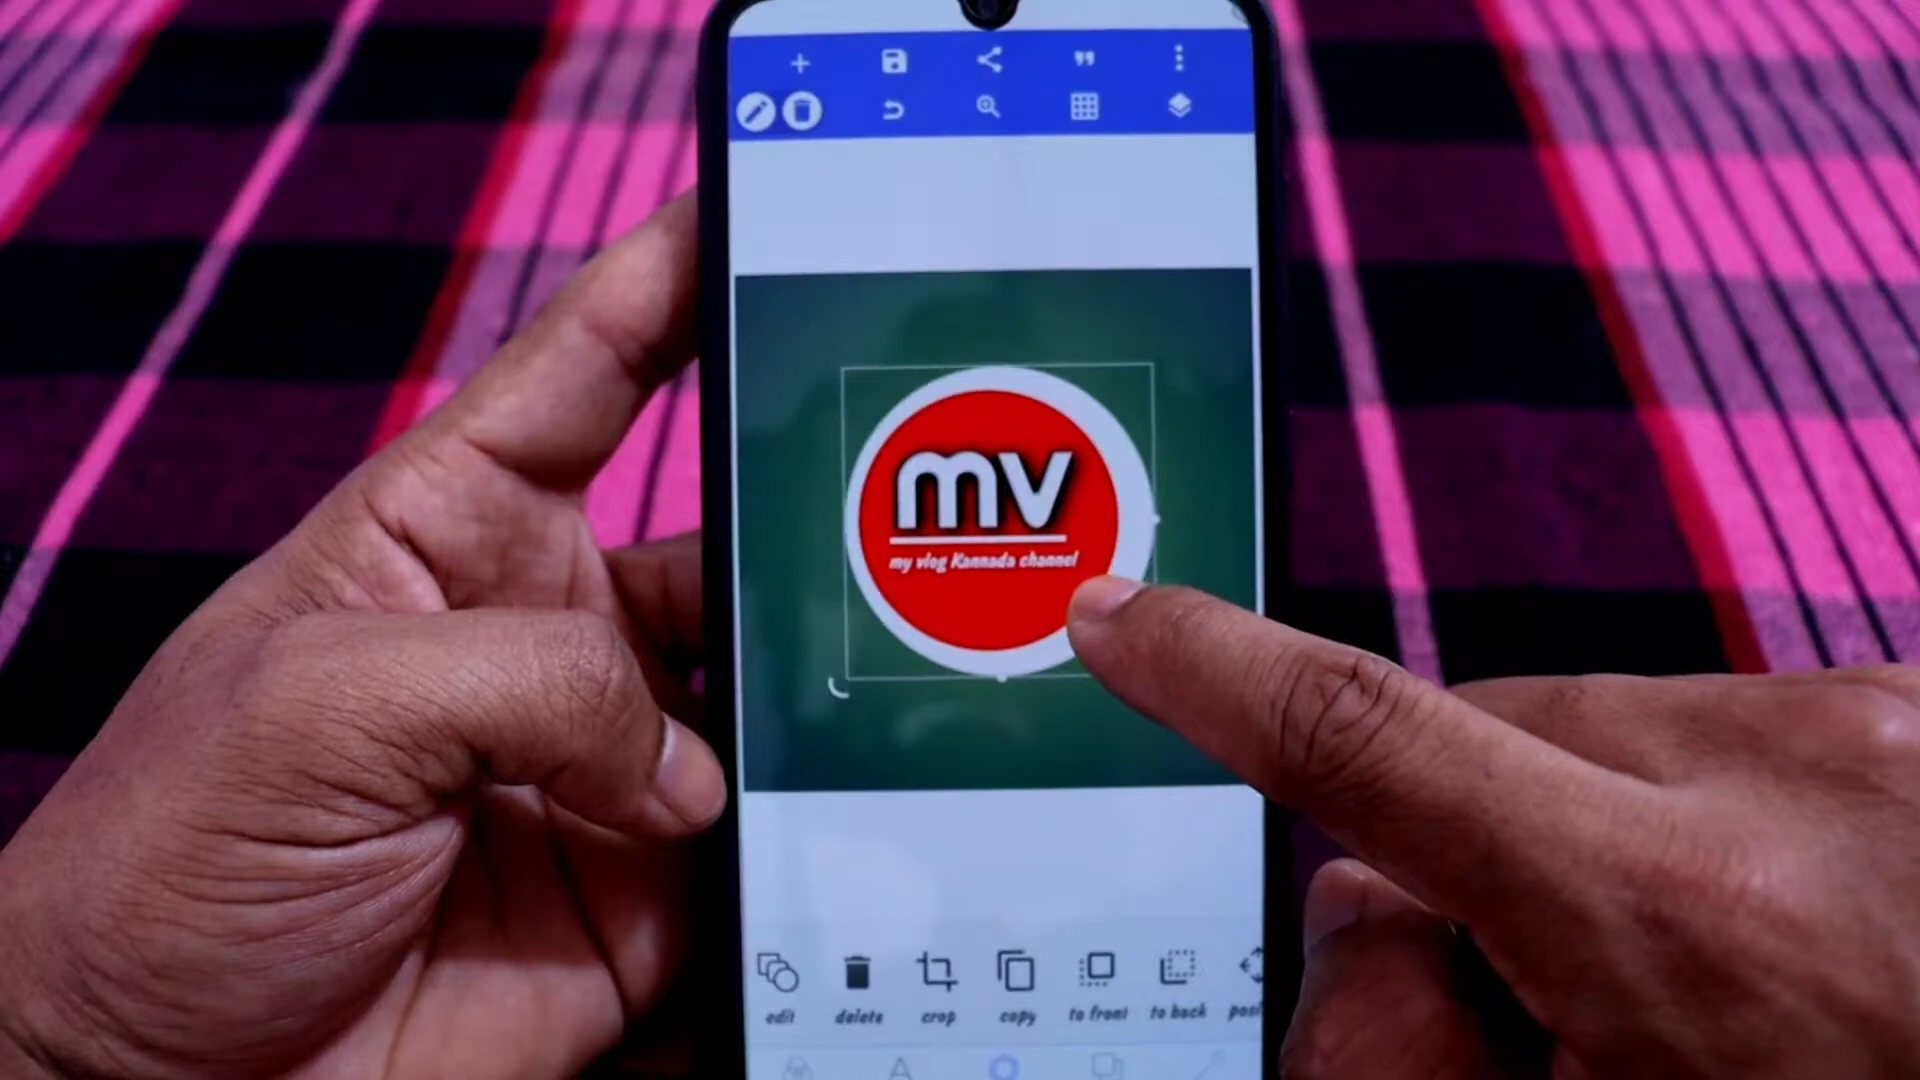 mv
my vlog Kannada channel
edit
delete
crop
copy
to front
to back